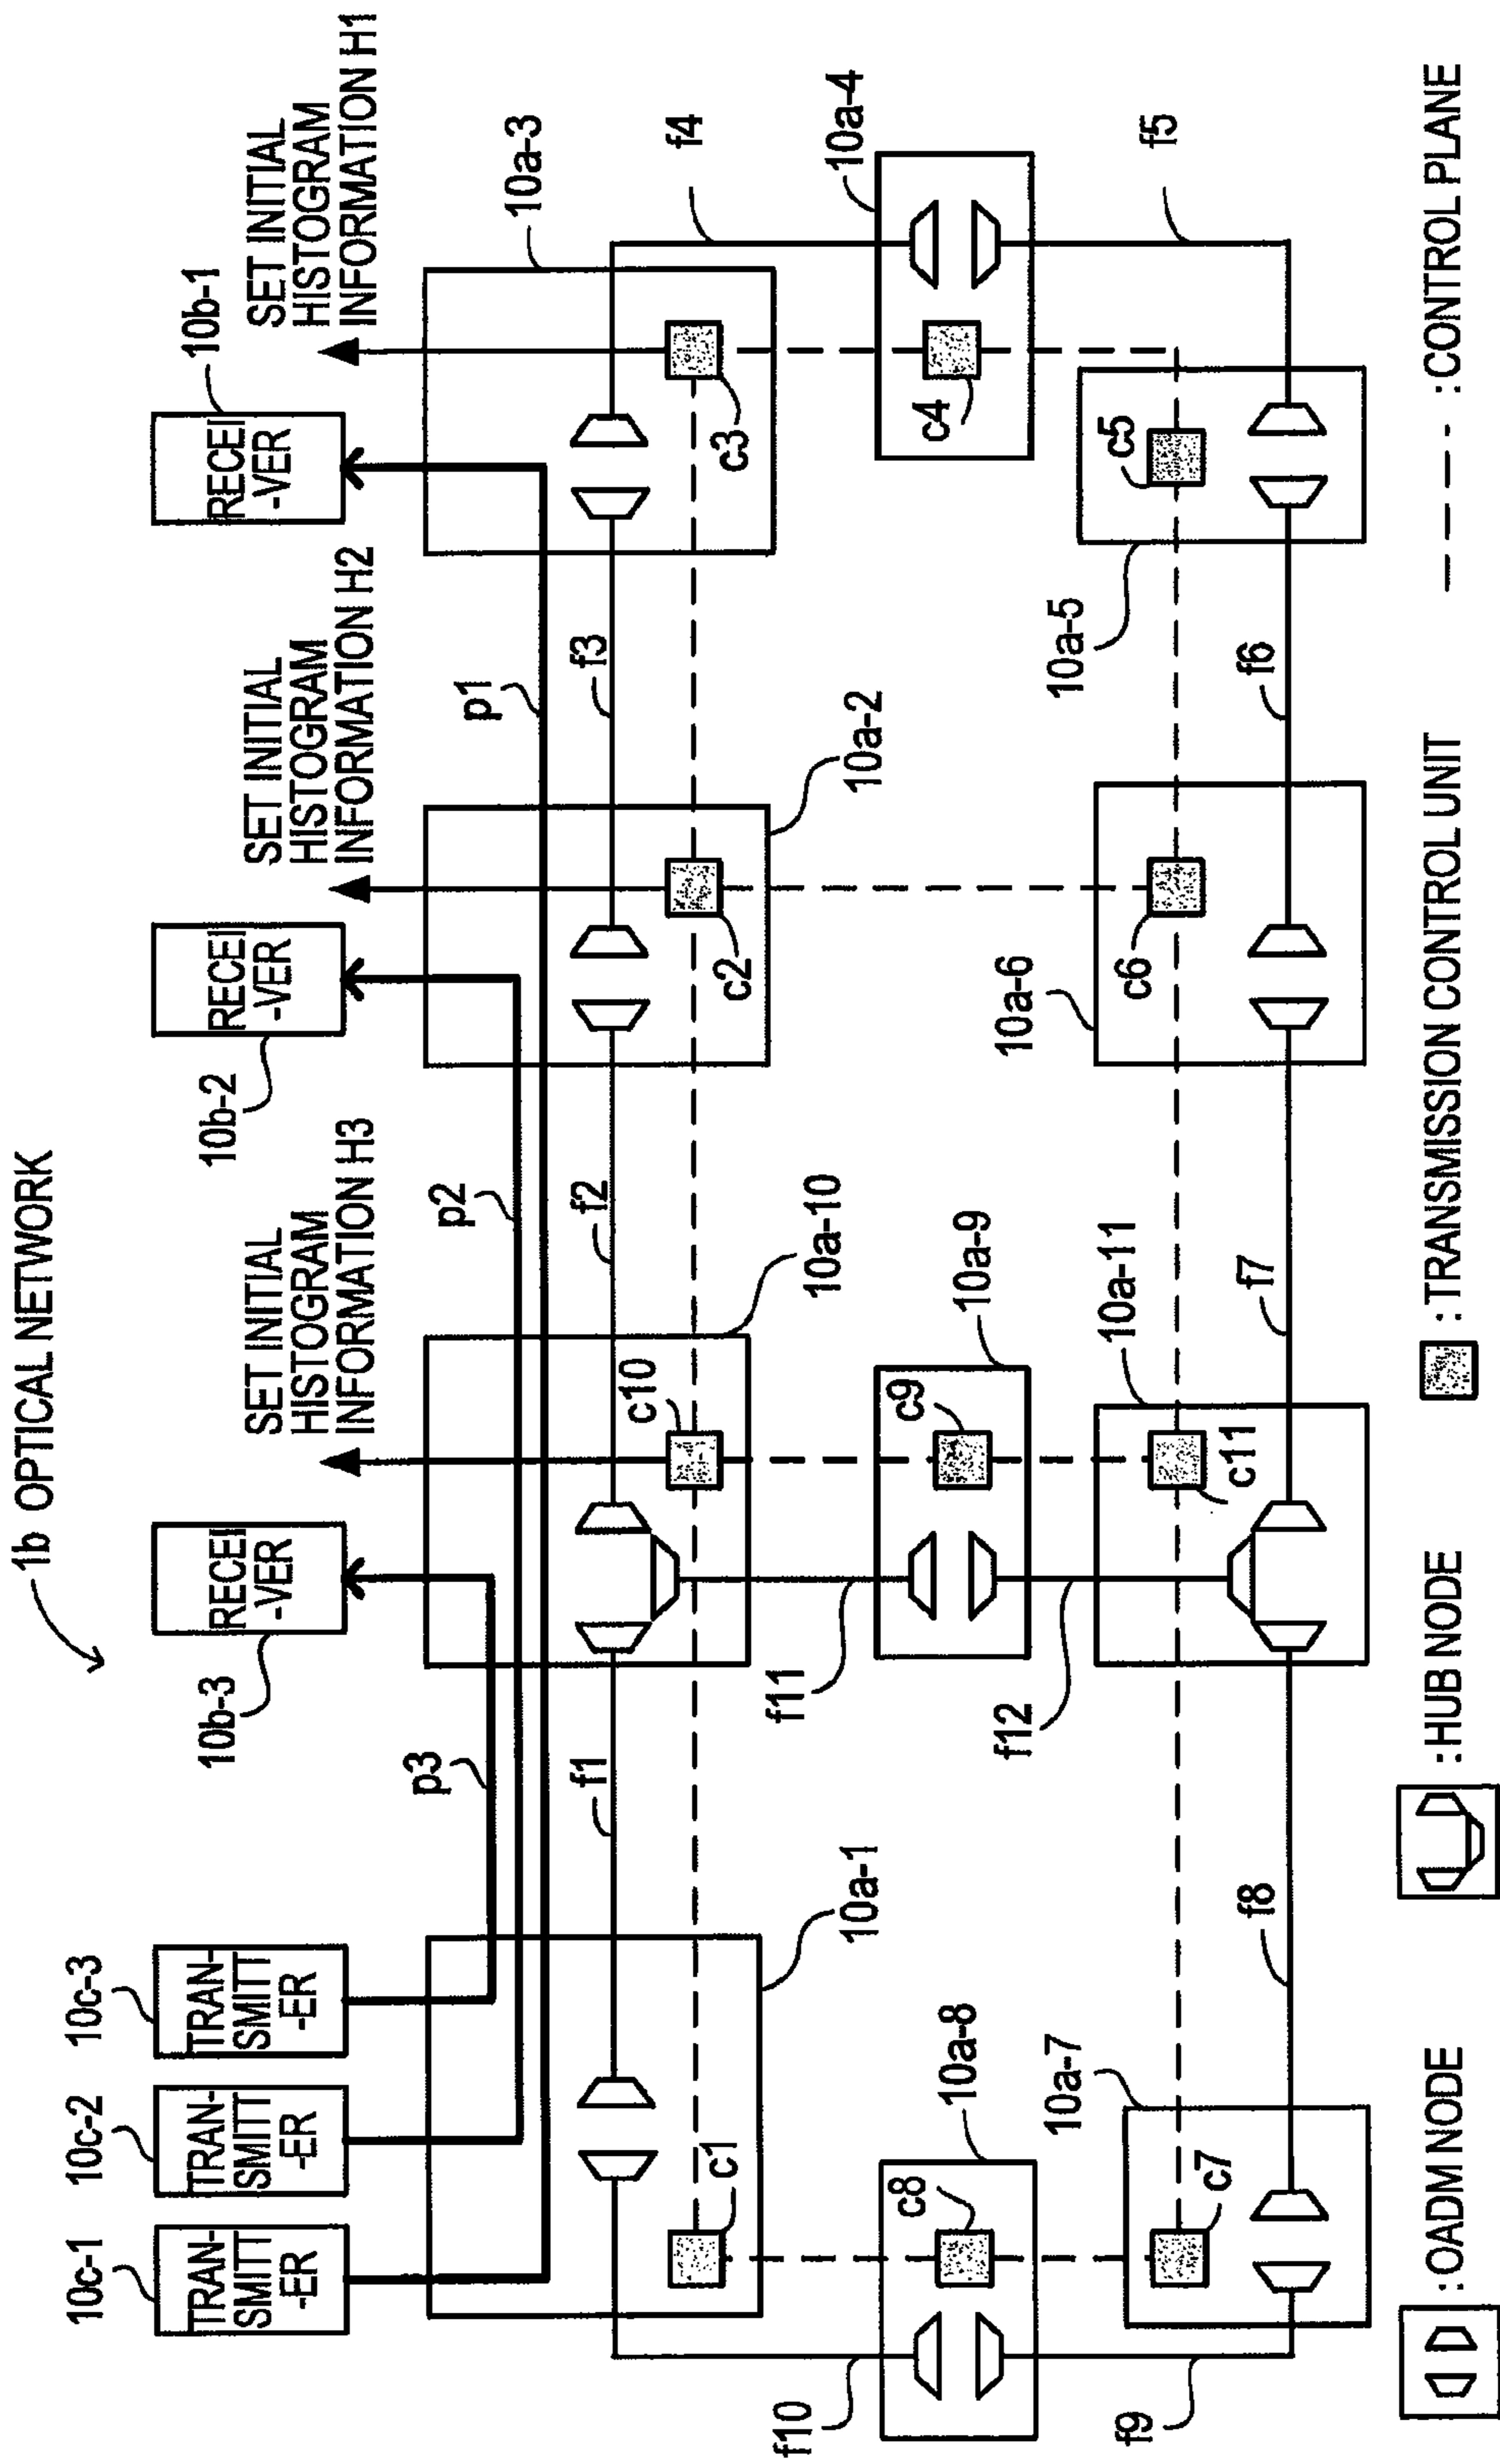 1b OPTICAL NETWORK
10c-1
10c-2
10c-3
TRAN-
SMITT
-ER
TRAN-
SMITT
-ER
TRAN-
SMITT
-ER
10b-3
RECEI
-VER
SET INITIAL
HISTOGRAM
INFORMATION H3
10b-2
RECEI
-VER
SET INITIAL
HISTOGRAM
INFORMATION H2
10b-1
RECEI
-VER
SET INITIAL
HISTOGRAM
INFORMATION H1
p3
p2
p1
10a-3
f1
f2
f3
f4
c1
c10
c2
c3
10a-1
10a-10
10a-2
10a-4
f10
c8
10a-8
f11
c9
10a-9
c4
f5
f12
10a-7
10a-11
10a-6
10a-5
c7
c11
c6
c5
f9
f8
f7
f6
:OADM NODE
:HUB NODE
:TRANSMISSION CONTROL UNIT
:CONTROL PLANE